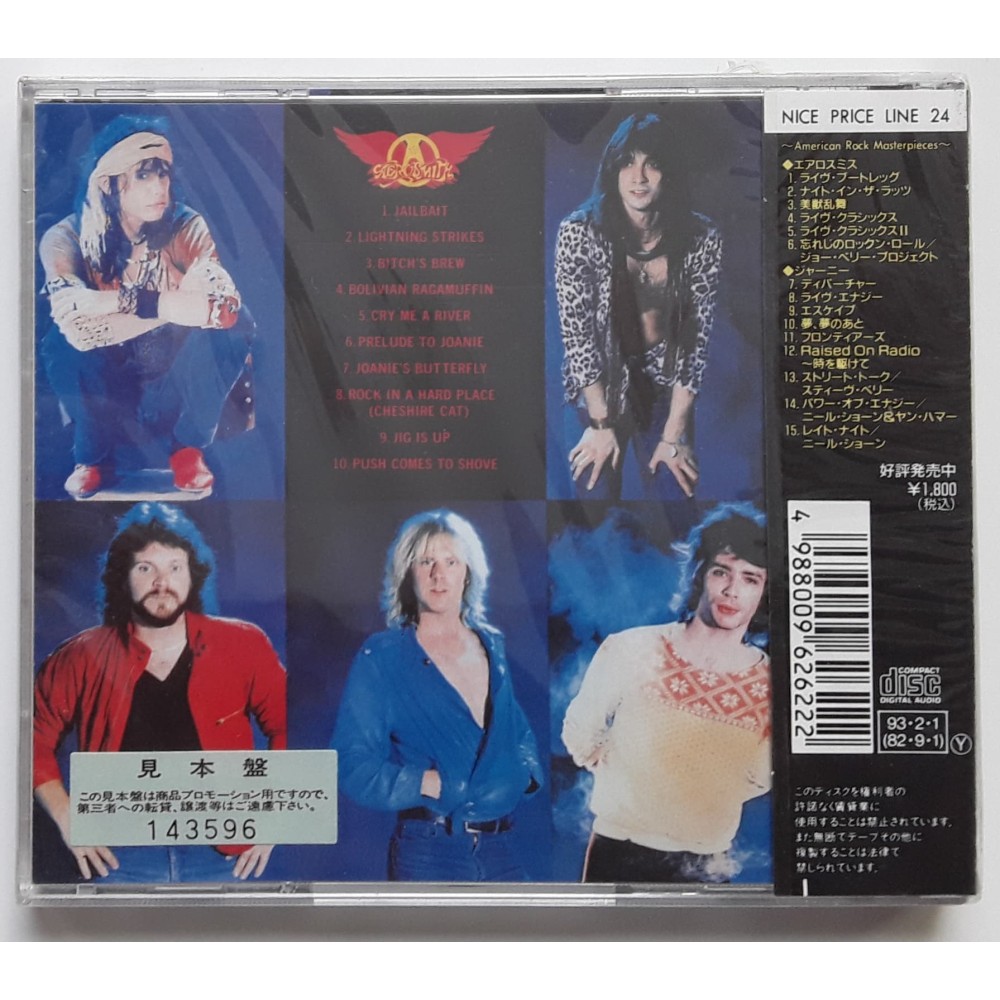 AEROSMITH
A
1. JAILBAIT
2. LIGHTNING STRIKES
3. BITCH'S BREW
4. BOLIVIAN RAGAMUFFIN
5. CRY ME A RIVER
6. PRELUDE TO JOANIE
7. JOANIE'S BUTTERFLY
8. ROCK IN A HARD PLACE
(CHESHIRE CAT)
9. JIG IS UP
10. PUSH COMES TO SHOVE
見本盤
この見本盤は商品プロモーション用ですので、
第三者への転貸、譲渡等はご遠慮下さい。
143596
NICE PRICE LINE 24
〜American Rock Masterpieces〜
◆エアロスミス
1. ライヴ・ブートレッグ
2. ナイト・イン・ザ・ラッツ
3. 美獣乱舞
4. ライヴ・クラシックス
5. ライヴ・クラシックスII
6. 忘れじのロックン・ロール/
ジョー・ペリー・プロジェクト
◆ジャーニー
7. ディパーチャー
8. ライヴ・エナジー
9. エスケイプ
10. 夢、夢のあと
11. フロンティアーズ
12. Raised On Radio
〜時を駆けて
13. ストリート・トーク/
スティーヴ・ペリー
14. パワー・オブ・エナジー/
ニール・ショーン&ヤン・ハマー
15. レイト・ナイト/
ニール・ショーン
好評発売中
¥1,800
(税込)
4 988009 626222
COMPACT
disc
DIGITAL AUDIO
93・2・1
(82・9・1)
Y
このディスクを権利者の
許諾なく賃貸業に
使用することは禁止されています。
また無断でテープその他に
複製することは法律で
禁じられています。